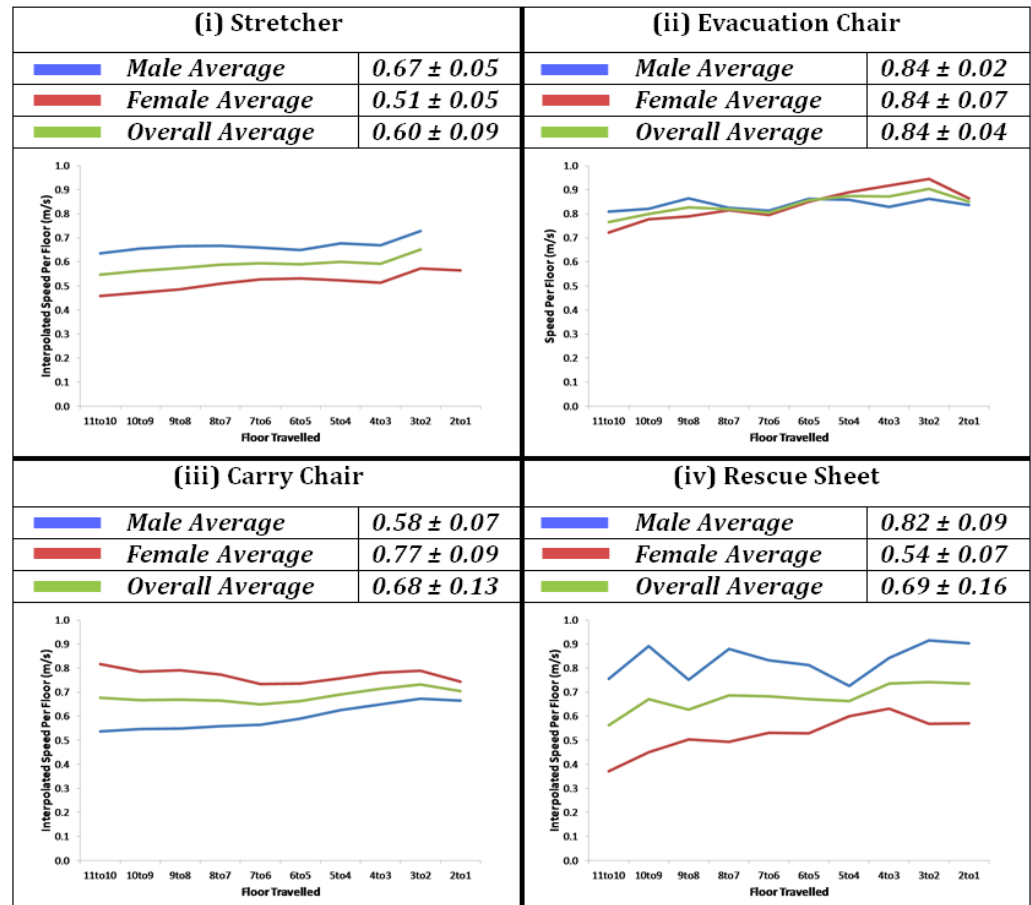 (i) Stretcher
Male Average 0.67 ± 0.05
Female Average 0.51 ± 0.05
Overall Average 0.60 ± 0.09
Interpolated Speed Per Floor (m/s)
1.0
0.9
0.8
0.7
0.6
0.5
0.4
0.3
0.2
0.1
0.0
11to10 10to9 9to8 8to7 7to6 6to5 5to4 4to3 3to2 2to1
Floor Travelled
(ii) Evacuation Chair
Male Average 0.84 ± 0.02
Female Average 0.84 ± 0.07
Overall Average 0.84 ± 0.04
Speed Per Floor (m/s)
1.0
0.9
0.8
0.7
0.6
0.5
0.4
0.3
0.2
0.1
0.0
11to10 10to9 9to8 8to7 7to6 6to5 5to4 4to3 3to2 2to1
Floor Travelled
(iii) Carry Chair
Male Average 0.58 ± 0.07
Female Average 0.77 ± 0.09
Overall Average 0.68 ± 0.13
Interpolated Speed Per Floor (m/s)
1.0
0.9
0.8
0.7
0.6
0.5
0.4
0.3
0.2
0.1
0.0
11to10 10to9 9to8 8to7 7to6 6to5 5to4 4to3 3to2 2to1
Floor Travelled
(iv) Rescue Sheet
Male Average 0.82 ± 0.09
Female Average 0.54 ± 0.07
Overall Average 0.69 ± 0.16
Interpolated Speed Per Floor (m/s)
1.0
0.9
0.8
0.7
0.6
0.5
0.4
0.3
0.2
0.1
0.0
11to10 10to9 9to8 8to7 7to6 6to5 5to4 4to3 3to2 2to1
Floor Travelled